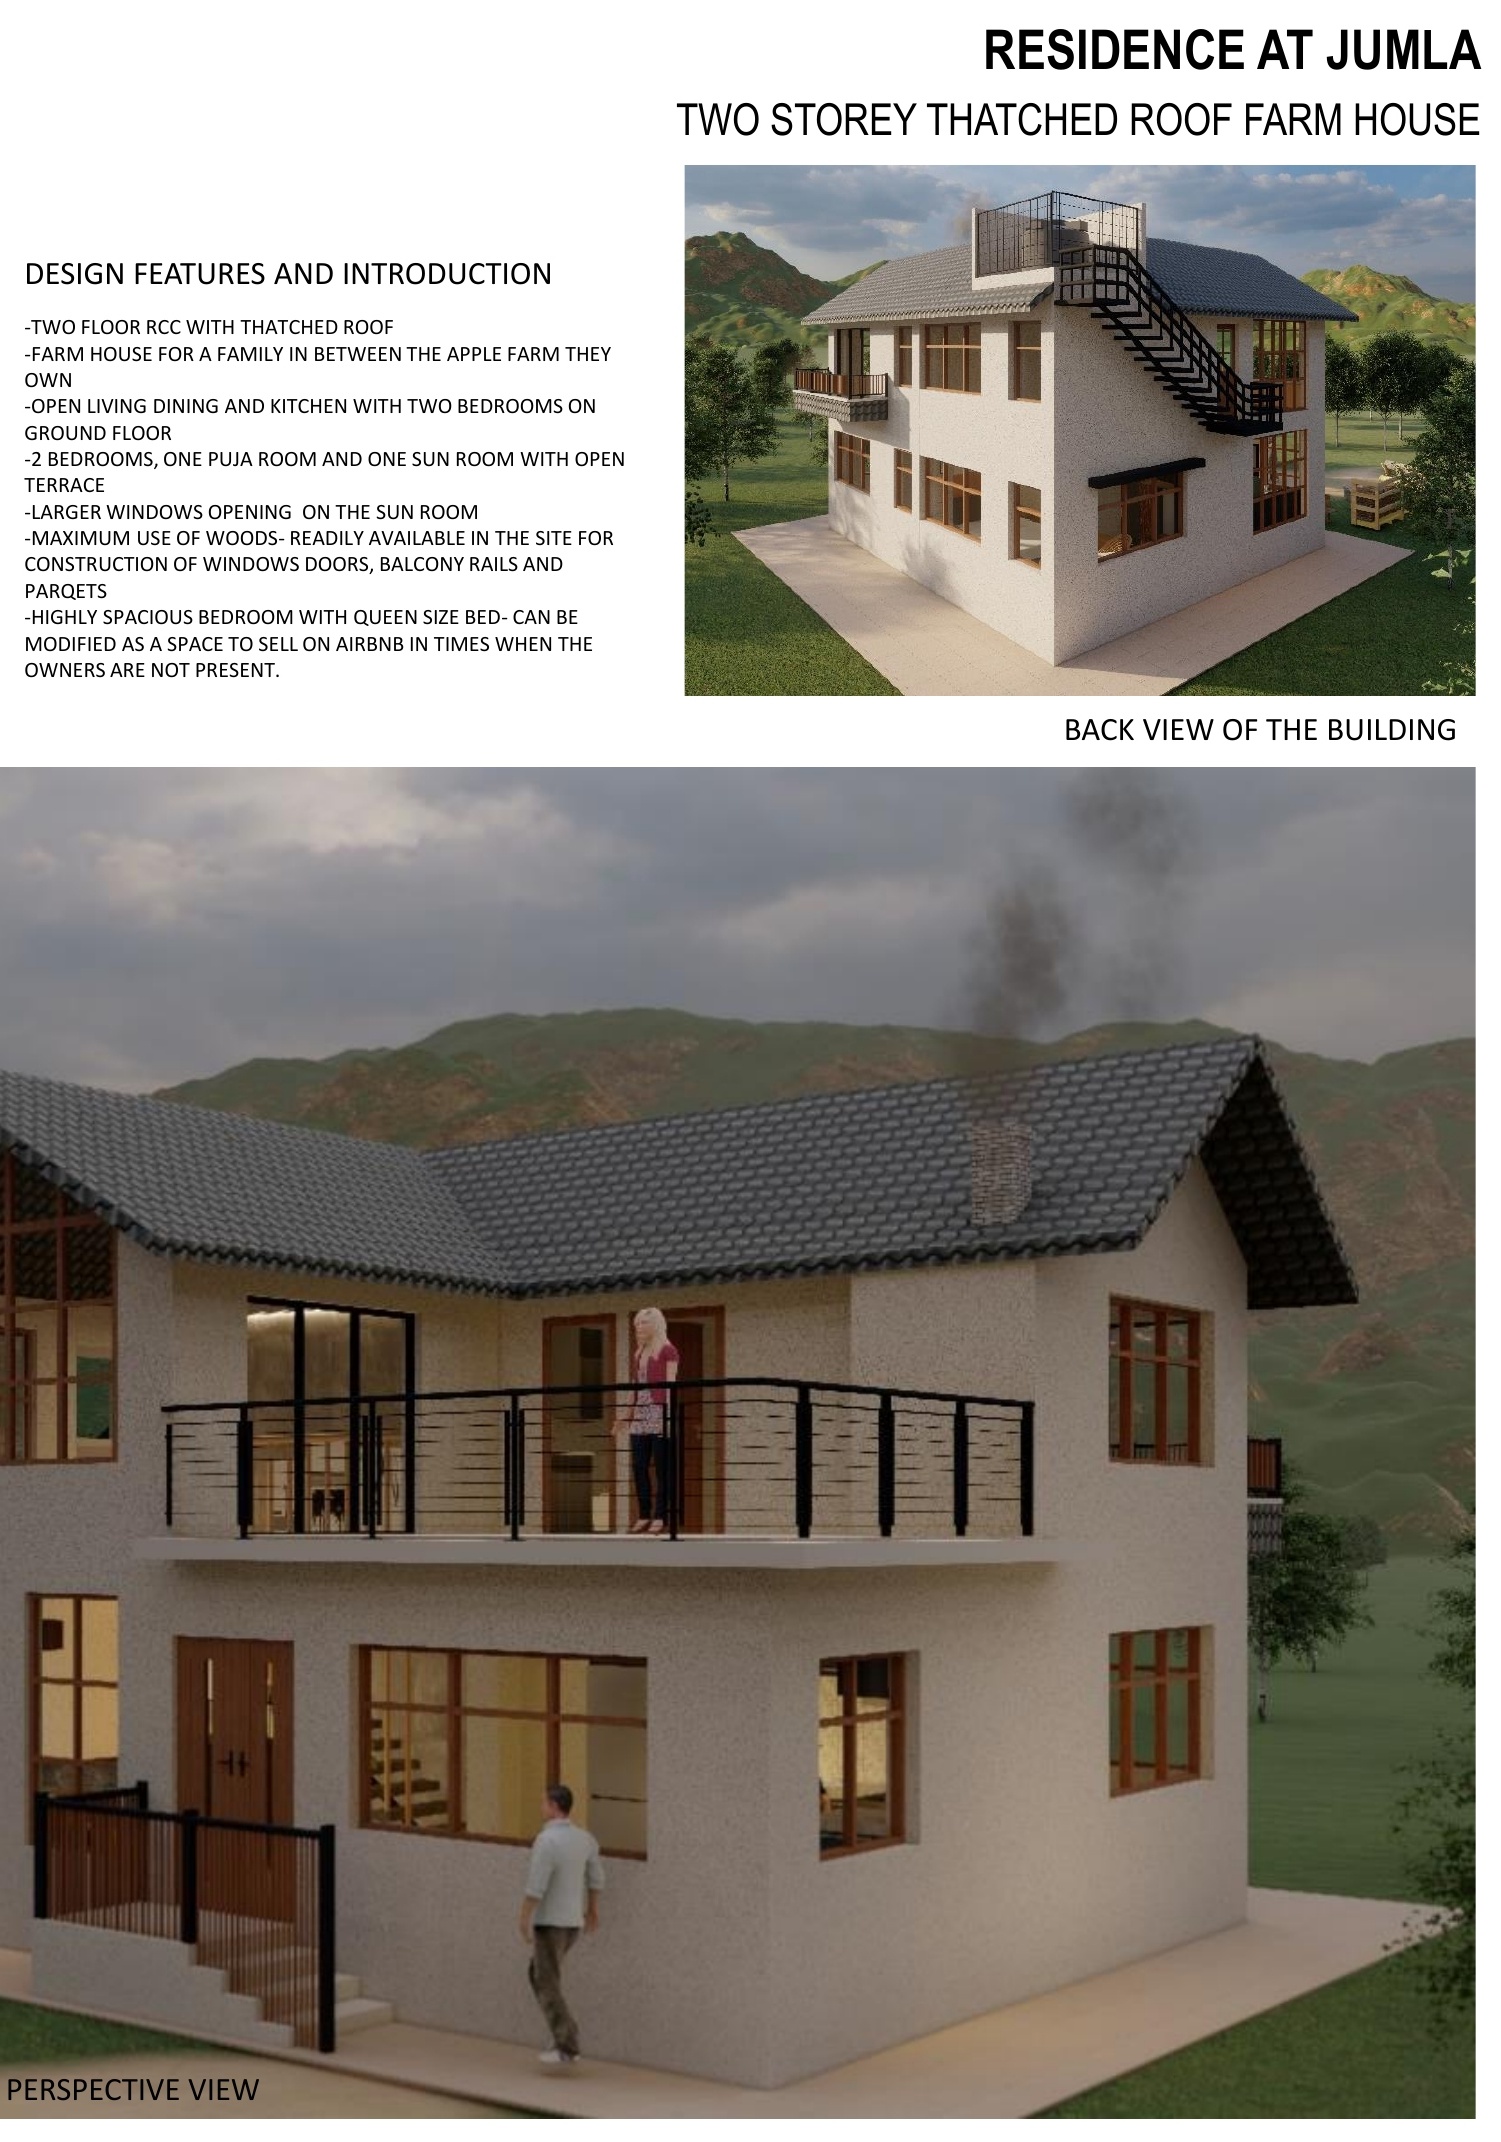 RESIDENCE AT JUMLA
TWO STOREY THATCHED ROOF FARM HOUSE
DESIGN FEATURES AND INTRODUCTION
-TWO FLOOR RCC WITH THATCHED ROOF
-FARM HOUSE FOR A FAMILY IN BETWEEN THE APPLE FARM THEY
OWN
-OPEN LIVING DINING AND KITCHEN WITH TWO BEDROOMS ON
GROUND FLOOR
-2 BEDROOMS, ONE PUJA ROOM AND ONE SUN ROOM WITH OPEN
TERRACE
-LARGER WINDOWS OPENING  ON THE SUN ROOM
-MAXIMUM USE OF WOODS- READILY AVAILABLE IN THE SITE FOR
CONSTRUCTION OF WINDOWS DOORS, BALCONY RAILS AND
PARQETS
-HIGHLY SPACIOUS BEDROOM WITH QUEEN SIZE BED- CAN BE
MODIFIED AS A SPACE TO SELL ON AIRBNB IN TIMES WHEN THE
OWNERS ARE NOT PRESENT.
BACK VIEW OF THE BUILDING
PERSPECTIVE VIEW